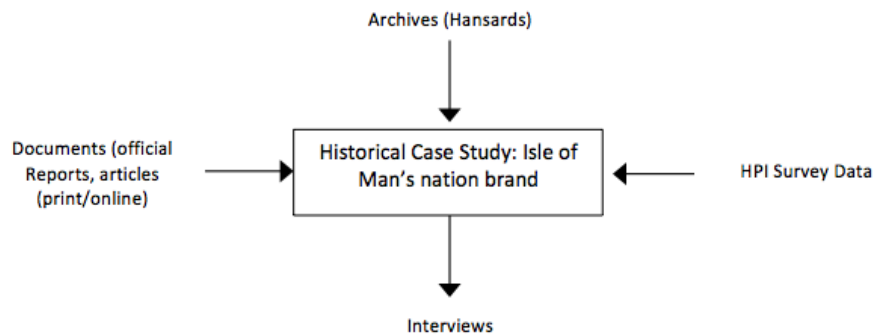 Archives (Hansards)
Documents (official
Reports, articles
(print/online)
Historical Case Study: Isle of
Man's nation brand
HPI Survey Data
Interviews